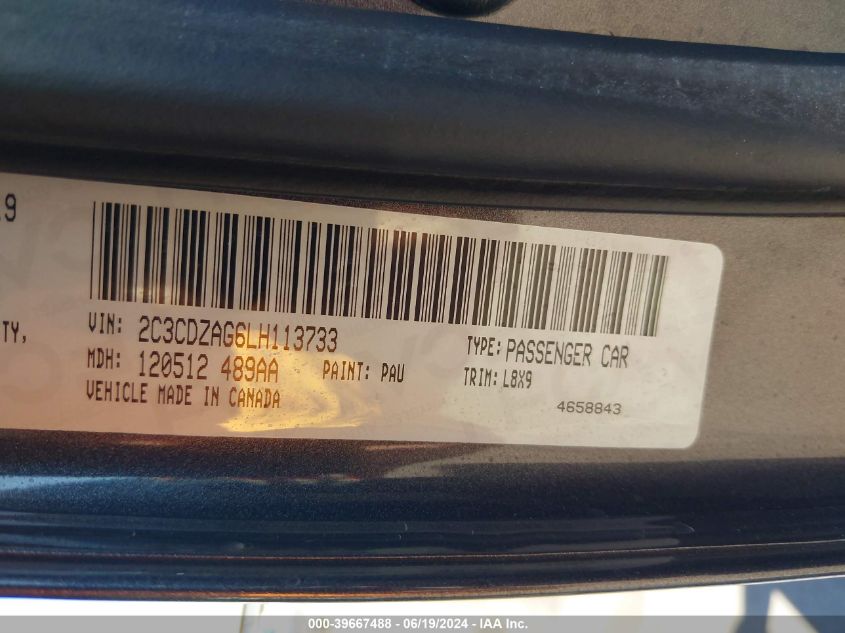 .9
TY,
VIN: 2C3CDZAG6LH113733
TYPE: PASSENGER CAR
MDH: 120512 489AA PAINT: PAU
TRIM: L8X9
VEHICLE MADE IN CANADA
4658843
000-39667488 - 06/19/2024 - IAA Inc.